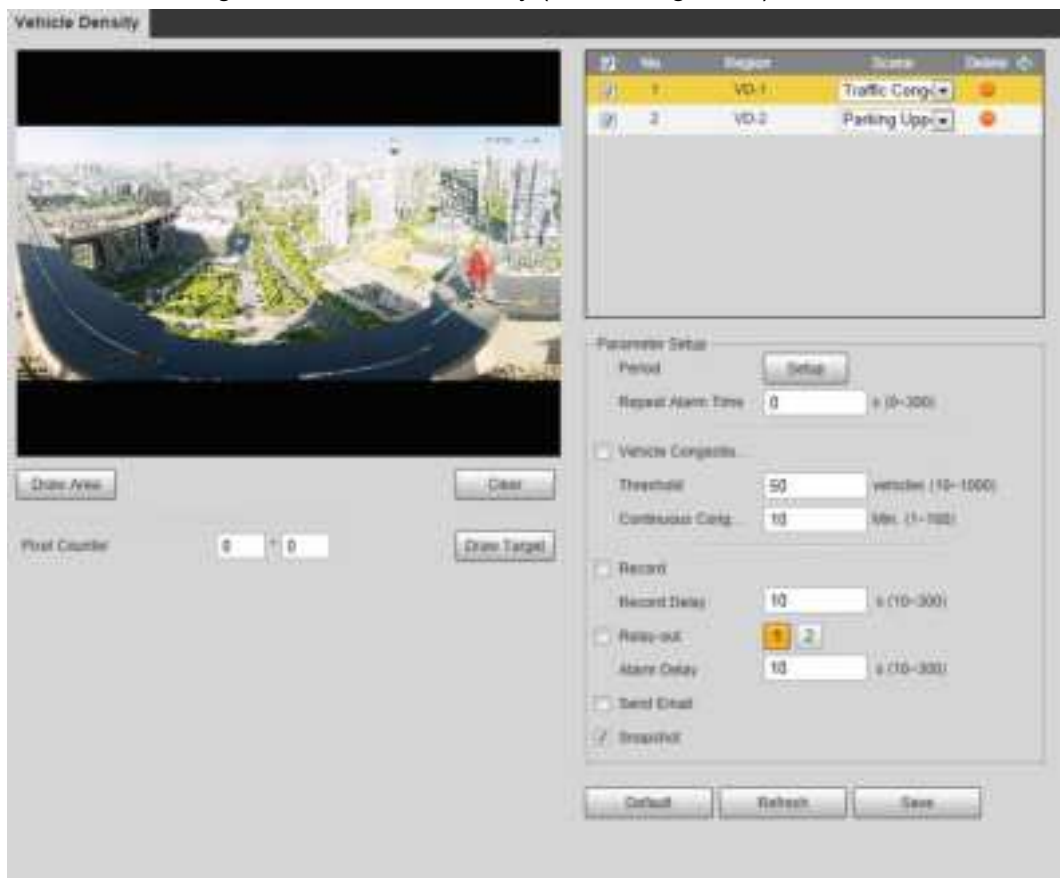 Vehicle Density
No. Region Scene Delete
1 VD-1 Traffic Cong
2 VD-2 Parking Upp
Parameter Setup
Period Setup
Repeat Alarm Time 0 s (0~300)
Vehicle Congestio...
Threshold 50 vehicles (10~1000)
Continuous Cong... 10 Min. (1~100)
Record
Record Delay 10 s (10~300)
Relay-out 1 2
Alarm Delay 10 s (10~300)
Send Email
Snapshot
Default Refresh Save
Draw Area Clear
Pixel Counter 0 * 0 Draw Target